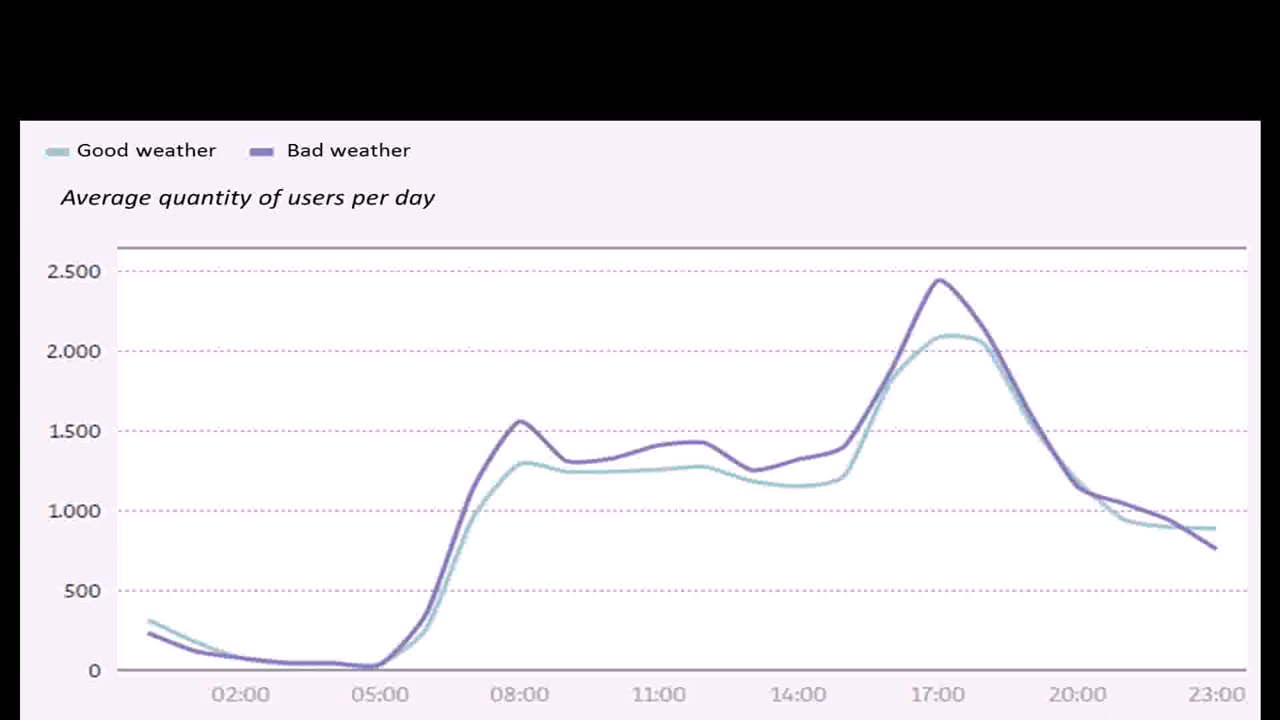 Good weather Bad weather
Average quantity of users per day
2.500
2.000
1.500
1.000
500
0
02:00 05:00 08:00 11:00 14:00 17:00 20:00 23:00